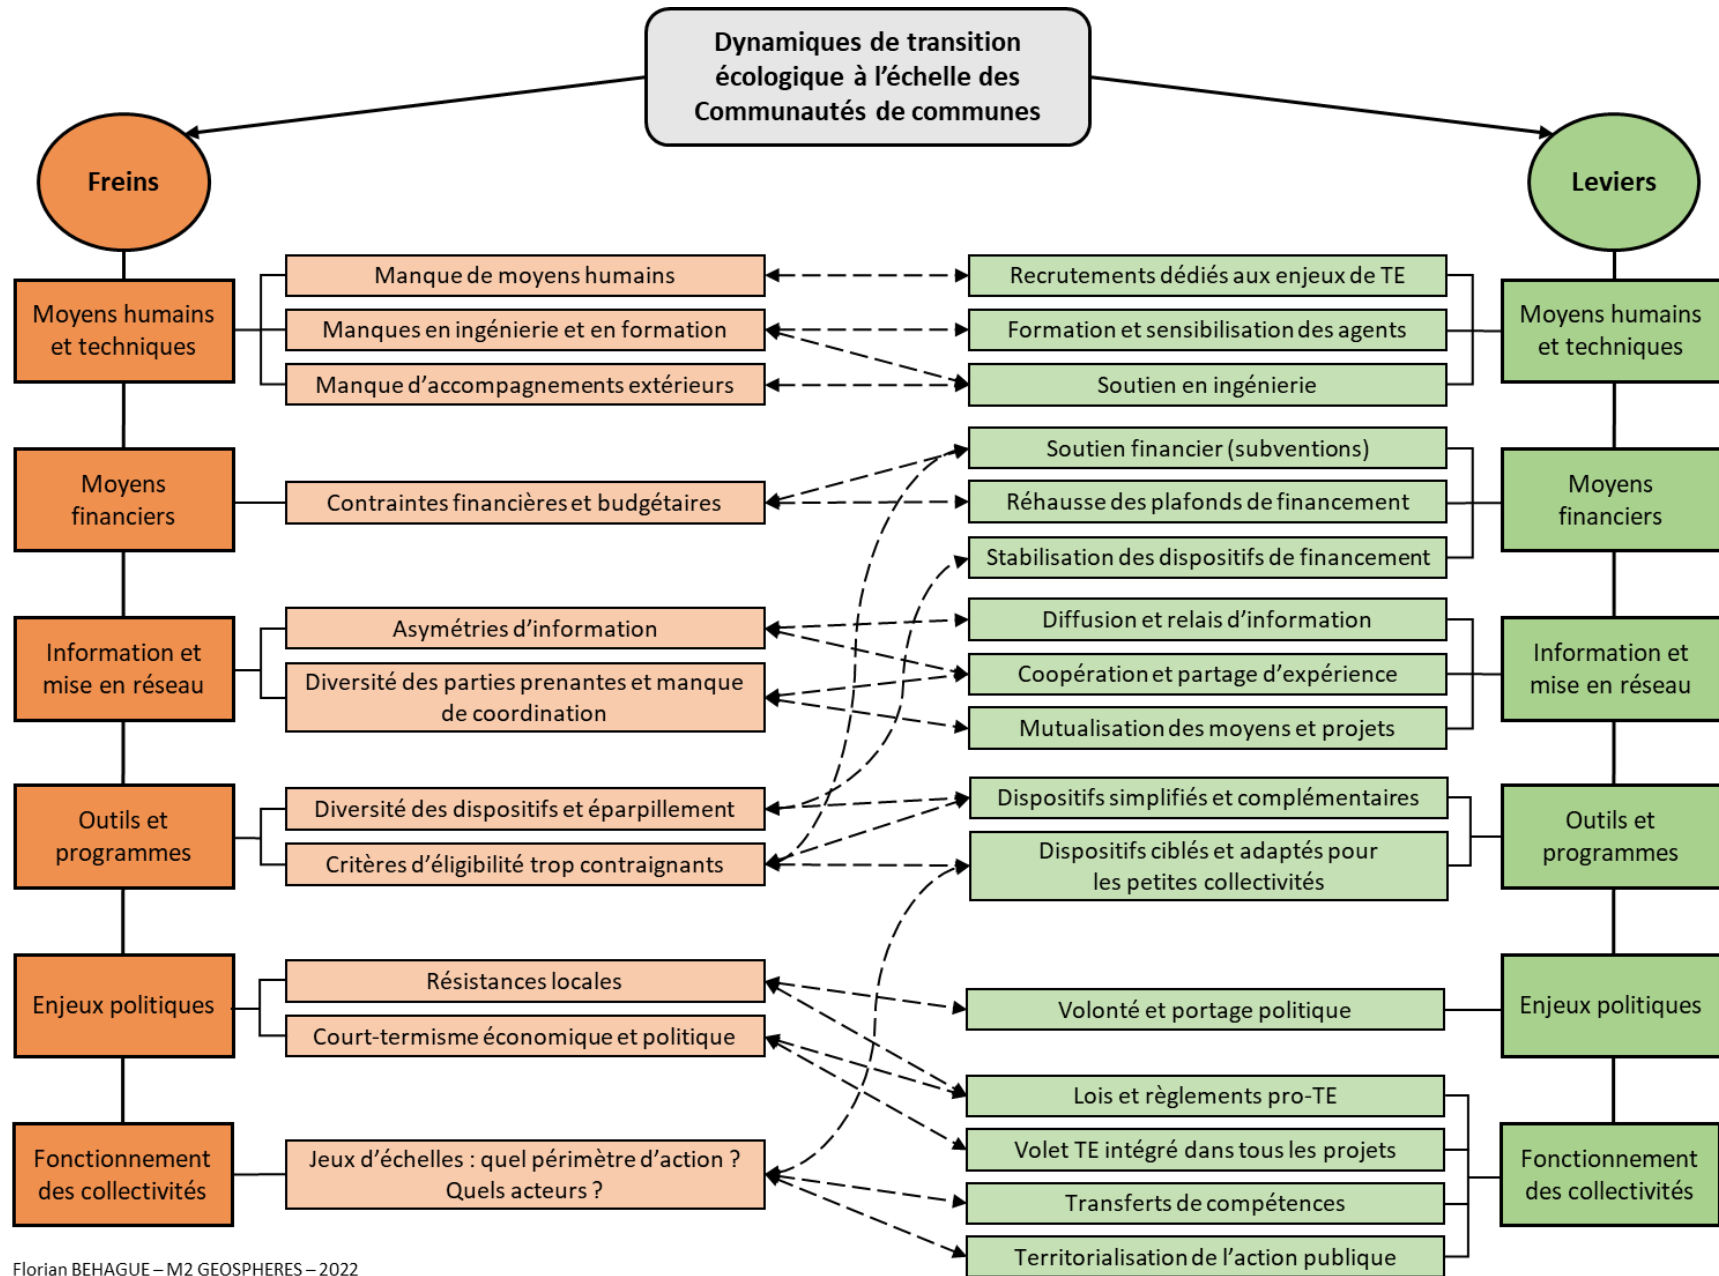 Dynamiques de transition
écologique à l'échelle des
Communautés de communes
Freins
Leviers
Moyens humains
et techniques
Manque de moyens humains
Manques en ingénierie et en formation
Manque d'accompagnements extérieurs
Recrutements dédiés aux enjeux de TE
Formation et sensibilisation des agents
Soutien en ingénierie
Moyens humains
et techniques
Moyens
financiers
Contraintes financières et budgétaires
Soutien financier (subventions)
Réhausse des plafonds de financement
Stabilisation des dispositifs de financement
Moyens
financiers
Information et
mise en réseau
Asymétries d'information
Diversité des parties prenantes et manque
de coordination
Diffusion et relais d'information
Coopération et partage d'expérience
Mutualisation des moyens et projets
Information et
mise en réseau
Outils et
programmes
Diversité des dispositifs et éparpillement
Critères d'éligibilité trop contraignants
Dispositifs simplifiés et complémentaires
Dispositifs ciblés et adaptés pour
les petites collectivités
Outils et
programmes
Enjeux politiques
Résistances locales
Court-termisme économique et politique
Volonté et portage politique
Enjeux politiques
Fonctionnement
des collectivités
Jeux d'échelles : quel périmètre d'action ?
Quels acteurs ?
Lois et règlements pro-TE
Volet TE intégré dans tous les projets
Transferts de compétences
Territorialisation de l'action publique
Fonctionnement
des collectivités
Florian BEHAGUE – M2 GEOSPHERES – 2022